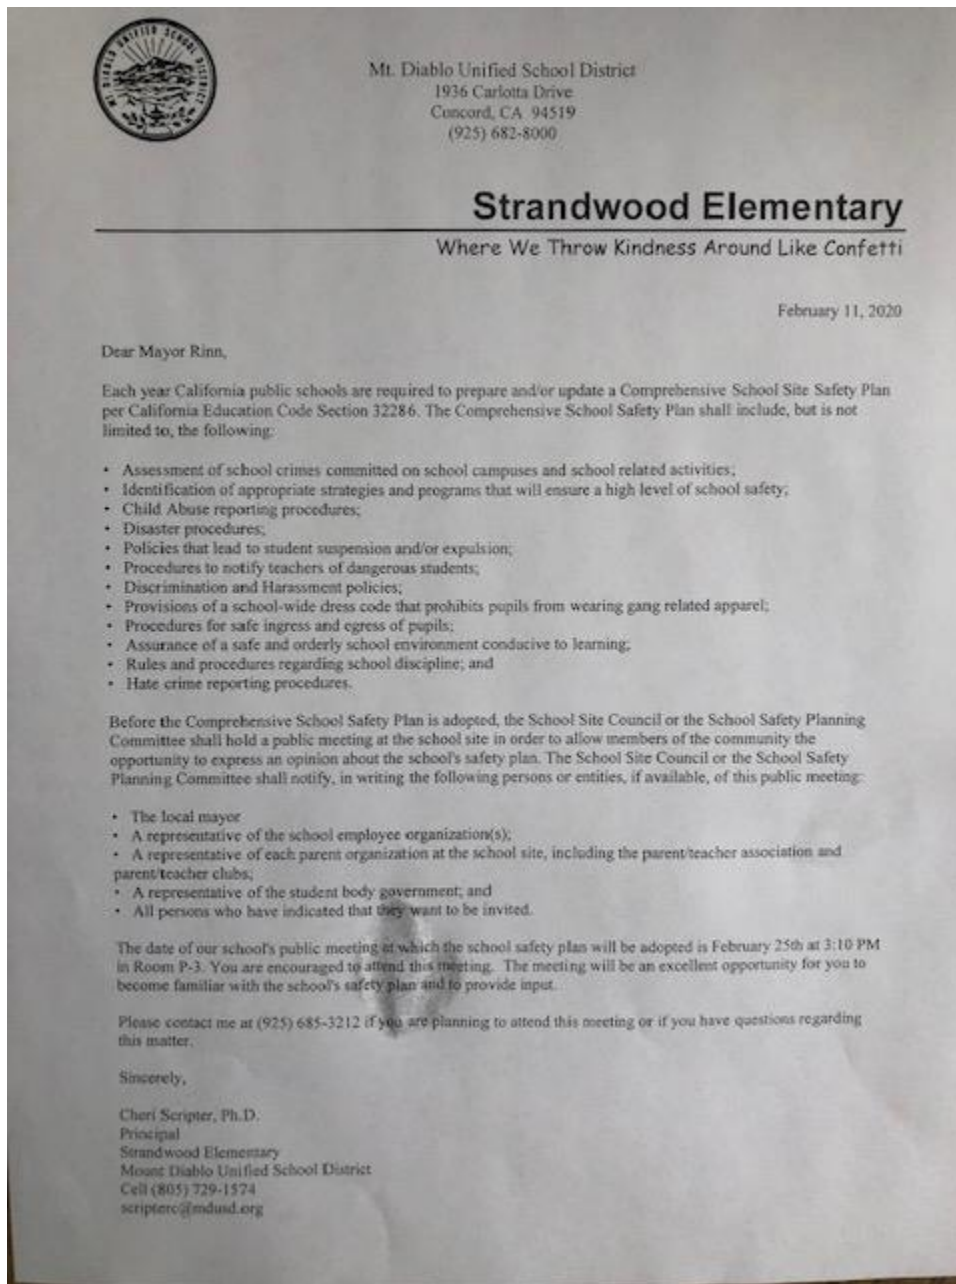 MT DIABLO UNIFIED SCHOOL DISTRICT
Mt. Diablo Unified School District
1936 Carlotta Drive
Concord, CA 94519
(925) 682-8000
Strandwood Elementary
Where We Throw Kindness Around Like Confetti
February 11, 2020
Dear Mayor Rinn,
Each year California public schools are required to prepare and/or update a Comprehensive School Site Safety Plan
per California Education Code Section 32286. The Comprehensive School Safety Plan shall include, but is not
limited to, the following:
• Assessment of school crimes committed on school campuses and school related activities;
• Identification of appropriate strategies and programs that will ensure a high level of school safety;
• Child Abuse reporting procedures;
• Disaster procedures;
• Policies that lead to student suspension and/or expulsion;
• Procedures to notify teachers of dangerous students;
• Discrimination and Harassment policies;
• Provisions of a school-wide dress code that prohibits pupils from wearing gang related apparel;
• Procedures for safe ingress and egress of pupils;
• Assurance of a safe and orderly school environment conducive to learning;
• Rules and procedures regarding school discipline; and
• Hate crime reporting procedures.
Before the Comprehensive School Safety Plan is adopted, the School Site Council or the School Safety Planning
Committee shall hold a public meeting at the school site in order to allow members of the community the
opportunity to express an opinion about the school's safety plan. The School Site Council or the School Safety
Planning Committee shall notify, in writing the following persons or entities, if available, of this public meeting:
• The local mayor
• A representative of the school employee organization(s);
• A representative of each parent organization at the school site, including the parent/teacher association and
parent/teacher clubs;
• A representative of the student body government; and
• All persons who have indicated that they want to be invited.
The date of our school's public meeting at which the school safety plan will be adopted is February 25th at 3:10 PM
in Room P-3. You are encouraged to attend this meeting. The meeting will be an excellent opportunity for you to
become familiar with the school's safety plan and to provide input.
Please contact me at (925) 685-3212 if you are planning to attend this meeting or if you have questions regarding
this matter.
Sincerely,
Cheri Scripter, Ph.D.
Principal
Strandwood Elementary
Mount Diablo Unified School District
Cell (805) 729-1574
scripterc@mdusd.org